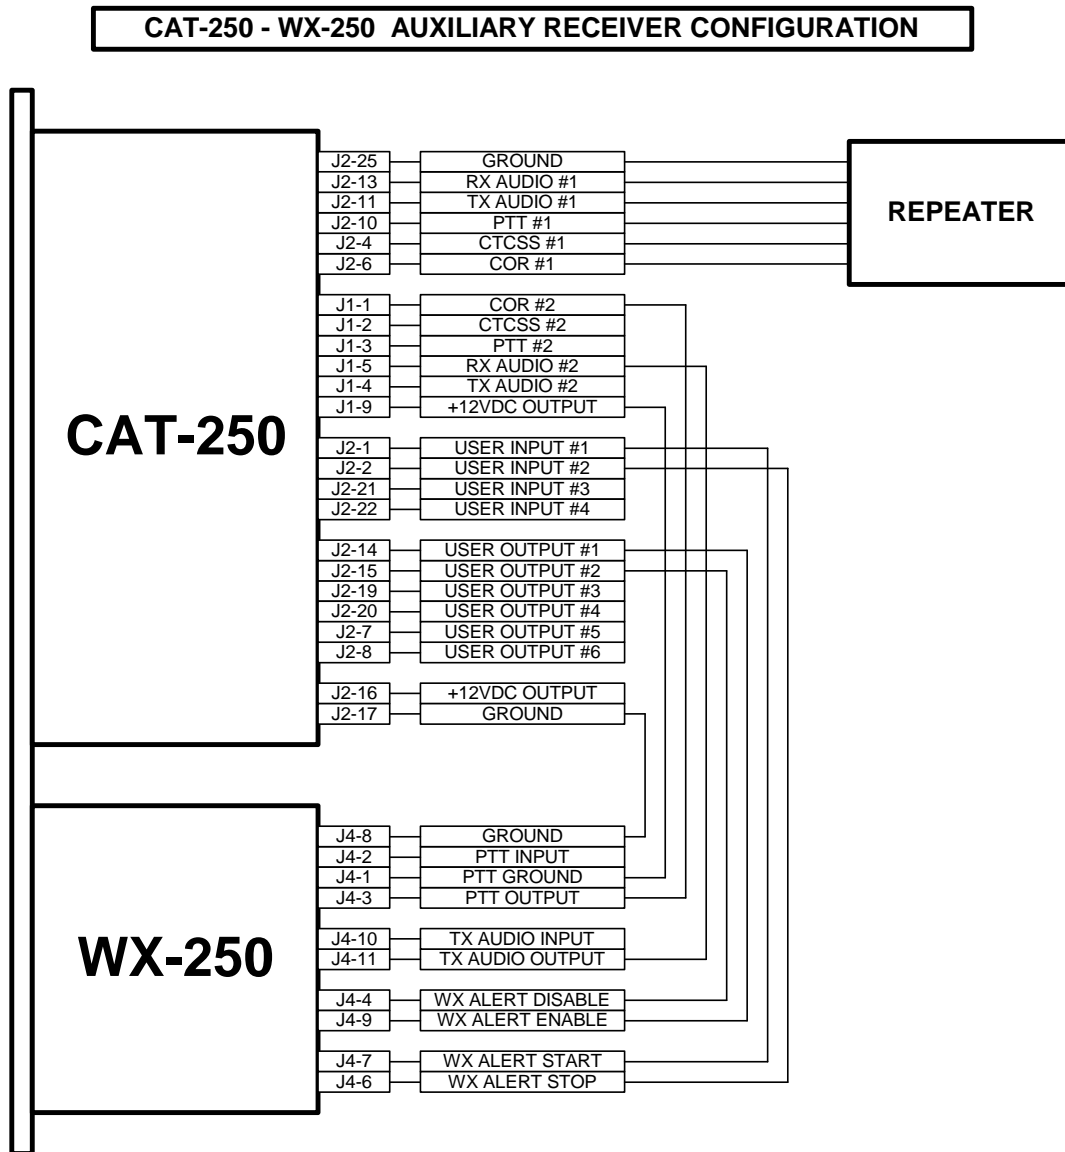 CAT-250 - WX-250 AUXILIARY RECEIVER CONFIGURATION
J2-25 GROUND
J2-13 RX AUDIO #1
J2-11 TX AUDIO #1
J2-10 PTT #1
J2-4 CTCSS #1
J2-6 COR #1
REPEATER
J1-1 COR #2
J1-2 CTCSS #2
J1-3 PTT #2
J1-5 RX AUDIO #2
J1-4 TX AUDIO #2
J1-9 +12VDC OUTPUT
CAT-250
J2-1 USER INPUT #1
J2-2 USER INPUT #2
J2-21 USER INPUT #3
J2-22 USER INPUT #4
J2-14 USER OUTPUT #1
J2-15 USER OUTPUT #2
J2-19 USER OUTPUT #3
J2-20 USER OUTPUT #4
J2-7 USER OUTPUT #5
J2-8 USER OUTPUT #6
J2-16 +12VDC OUTPUT
J2-17 GROUND
J4-8 GROUND
J4-2 PTT INPUT
J4-1 PTT GROUND
J4-3 PTT OUTPUT
WX-250
J4-10 TX AUDIO INPUT
J4-11 TX AUDIO OUTPUT
J4-4 WX ALERT DISABLE
J4-9 WX ALERT ENABLE
J4-7 WX ALERT START
J4-6 WX ALERT STOP